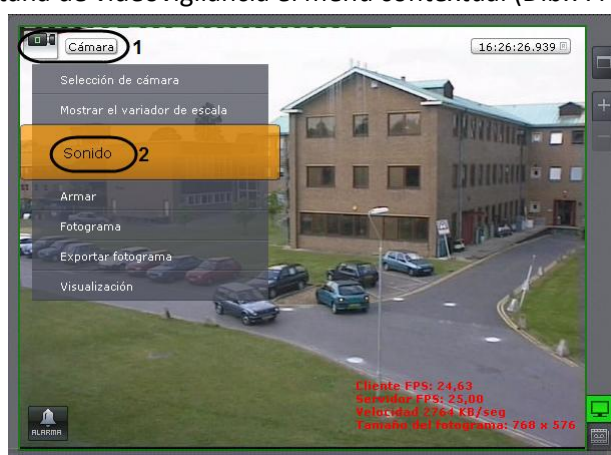 Cámara 1
16:26:26.939
Selección de cámara
Mostrar el variador de escala
Sonido 2
Armar
Fotograma
Exportar fotograma
Visualización
Cliente FPS: 24,63
Servidor FPS: 25,00
Velocidad 2764 KB/seg
Tamaño del fotograma: 768 x 576
ALARMA